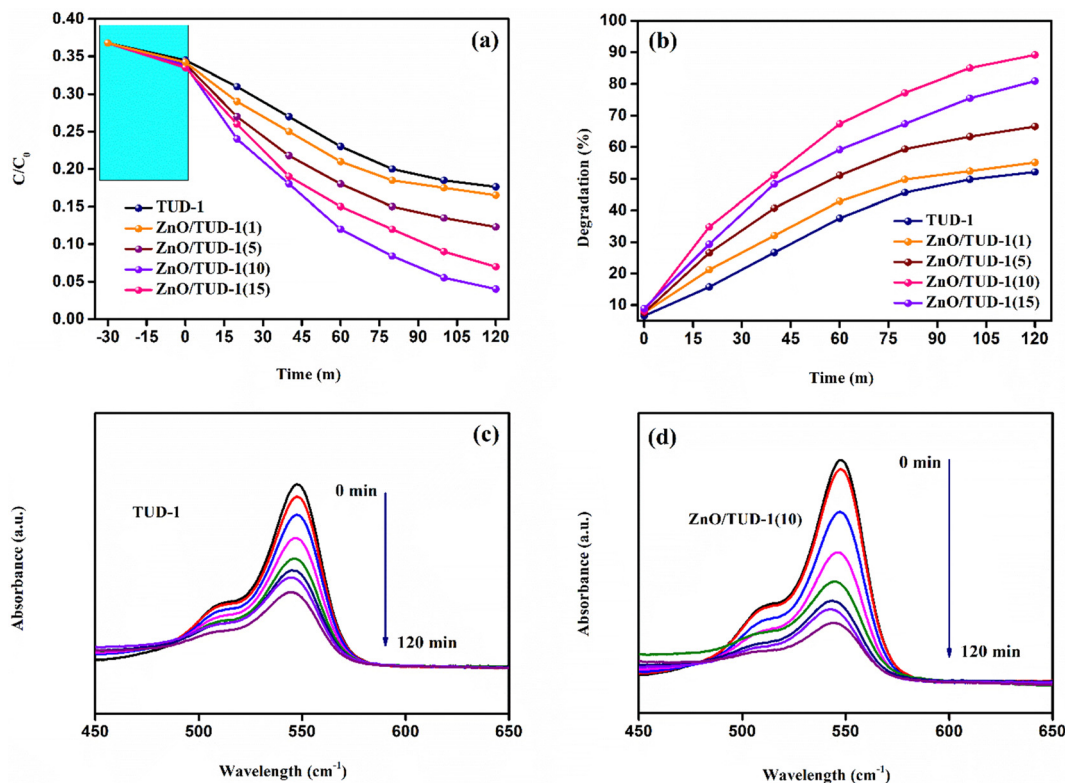 (a)
C/C₀
0.40
0.35
0.30
0.25
0.20
0.15
0.10
0.05
0.00
TUD-1
ZnO/TUD-1(1)
ZnO/TUD-1(5)
ZnO/TUD-1(10)
ZnO/TUD-1(15)
-30 -15 0 15 30 45 60 75 90 105 120
Time (m)
(b)
Degradation (%)
100
90
80
70
60
50
40
30
20
10
TUD-1
ZnO/TUD-1(1)
ZnO/TUD-1(5)
ZnO/TUD-1(10)
ZnO/TUD-1(15)
0 15 30 45 60 75 90 105 120
Time (m)
(c)
Absorbance (a.u.)
0 min
TUD-1
120 min
450 500 550 600 650
Wavelength (cm⁻¹)
(d)
Absorbance (a.u.)
0 min
ZnO/TUD-1(10)
120 min
450 500 550 600 650
Wavelength (cm⁻¹)